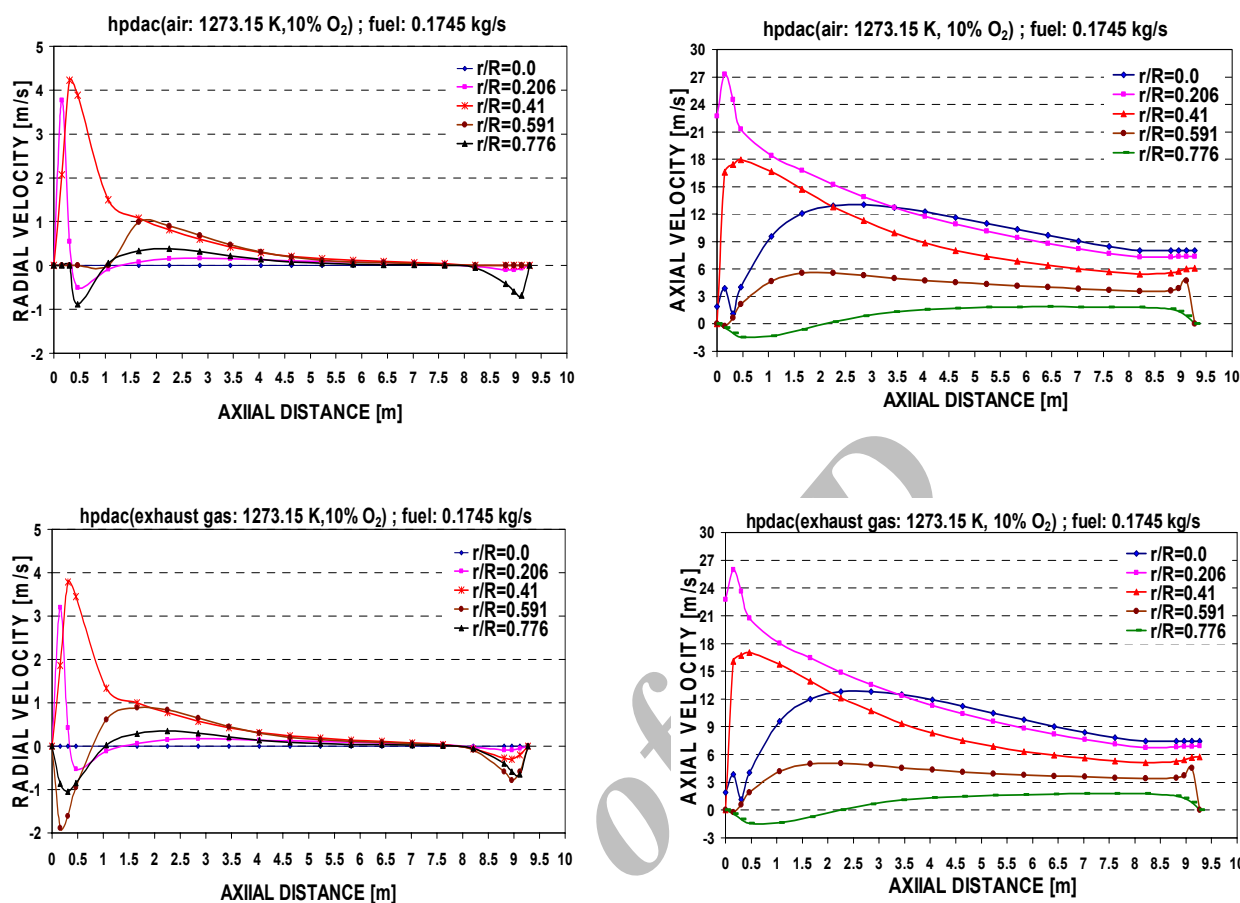 hpdac(air: 1273.15 K,10% O₂) ; fuel: 0.1745 kg/s
RADIAL VELOCITY [m/s]
5
4
3
2
1
0
-1
-2
r/R=0.0
r/R=0.206
r/R=0.41
r/R=0.591
r/R=0.776
0 0.5 1 1.5 2 2.5 3 3.5 4 4.5 5 5.5 6 6.5 7 7.5 8 8.5 9 9.5 10
AXIIAL DISTANCE [m]
hpdac(air: 1273.15 K, 10% O₂) ; fuel: 0.1745 kg/s
AXIAL VELOCITY [m/s]
30
27
24
21
18
15
12
9
6
3
0
-3
r/R=0.0
r/R=0.206
r/R=0.41
r/R=0.591
r/R=0.776
0 0.5 1 1.5 2 2.5 3 3.5 4 4.5 5 5.5 6 6.5 7 7.5 8 8.5 9 9.5 10
AXIIAL DISTANCE [m]
hpdac(exhaust gas: 1273.15 K,10% O₂) ; fuel: 0.1745 kg/s
RADIAL VELOCITY [m/s]
5
4
3
2
1
0
-1
-2
r/R=0.0
r/R=0.206
r/R=0.41
r/R=0.591
r/R=0.776
0 0.5 1 1.5 2 2.5 3 3.5 4 4.5 5 5.5 6 6.5 7 7.5 8 8.5 9 9.5 10
AXIIAL DISTANCE [m]
hpdac(exhaust gas: 1273.15 K, 10% O₂) ; fuel: 0.1745 kg/s
AXIAL VELOCITY [m/s]
30
27
24
21
18
15
12
9
6
3
0
-3
r/R=0.0
r/R=0.206
r/R=0.41
r/R=0.591
r/R=0.776
0 0.5 1 1.5 2 2.5 3 3.5 4 4.5 5 5.5 6 6.5 7 7.5 8 8.5 9 9.5 10
AXIIAL DISTANCE [m]
of